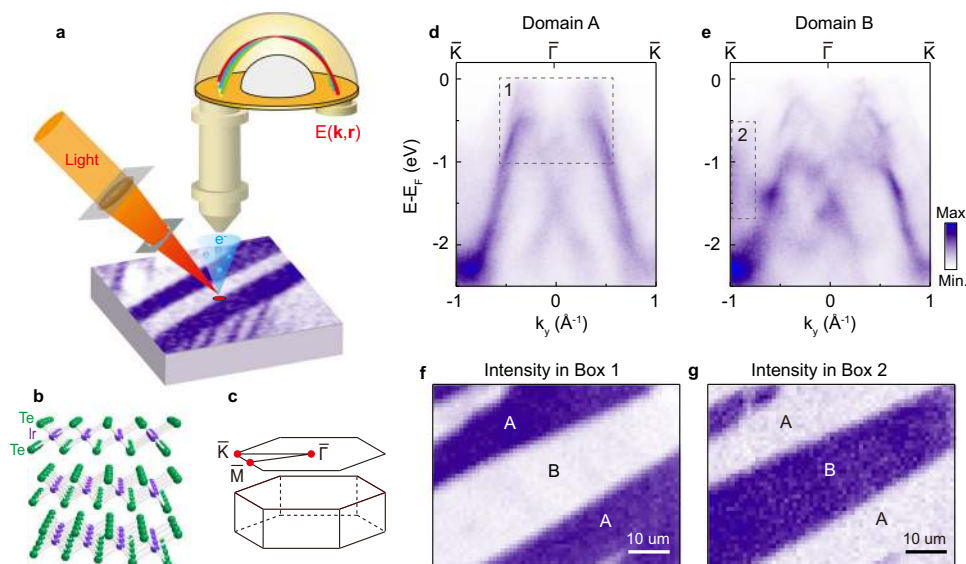 a
Light
E(k,r)
e⁻
b
Te
Ir
Te
c
K̅
M̅
Γ̅
d
Domain A
K̅ Γ̅ K̅
1
0
-1
-2
E-E_F (eV)
-1 0 1
k_y (Å⁻¹)
e
Domain B
K̅ Γ̅ K̅
2
0
-1
-2
-1 0 1
k_y (Å⁻¹)
Max
Min.
f
Intensity in Box 1
A
B
A
10 um
g
Intensity in Box 2
A
B
A
10 um